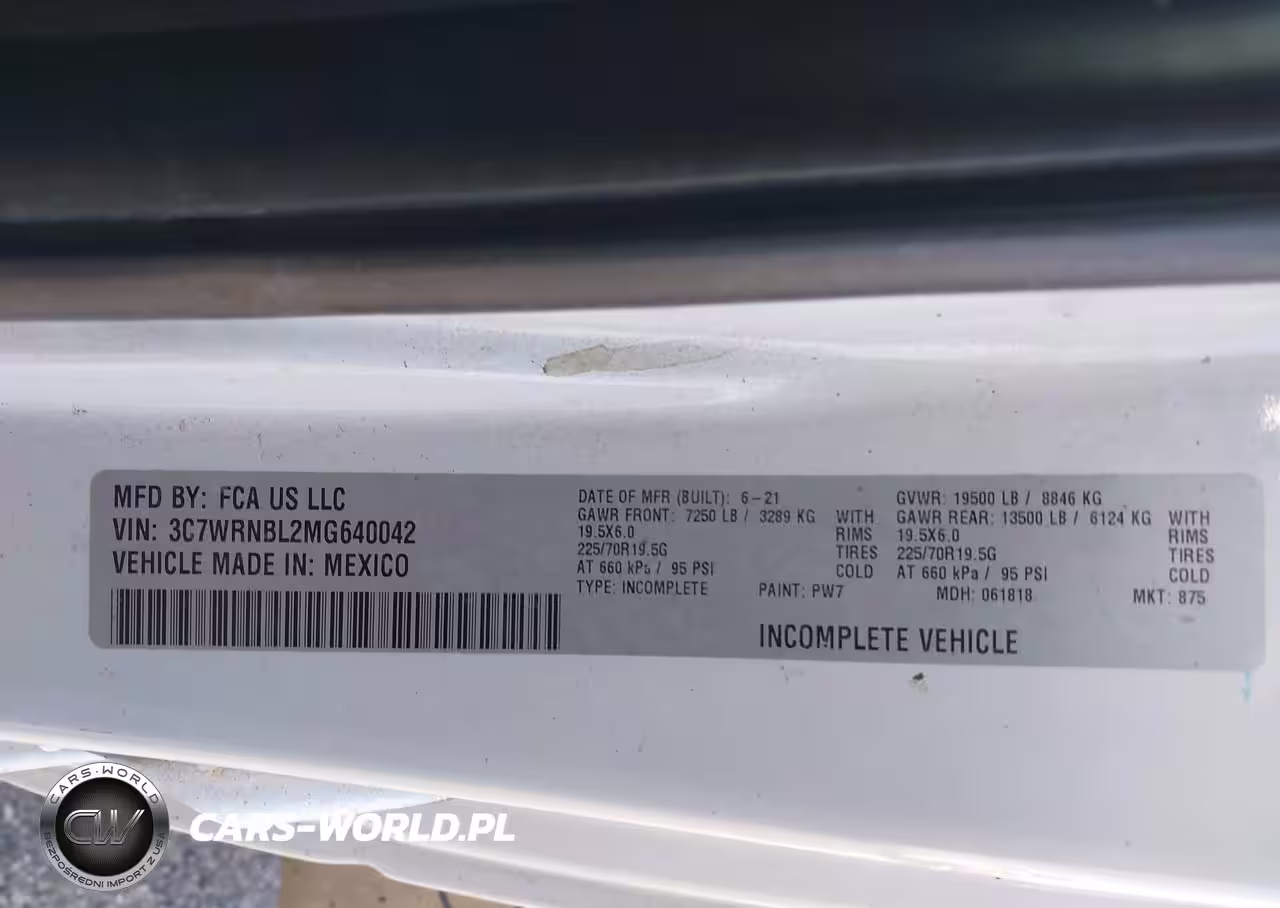 MFD BY: FCA US LLC
VIN: 3C7WRNBL2MG640042
VEHICLE MADE IN: MEXICO
DATE OF MFR (BUILT): 6-21
GAWR FRONT: 7250 LB / 3289 KG WITH
19.5X6.0 RIMS
225/70R19.5G TIRES
AT 660 kPa / 95 PSI COLD
TYPE: INCOMPLETE
GVWR: 19500 LB / 8846 KG
GAWR REAR: 13500 LB / 6124 KG WITH
19.5X6.0 RIMS
225/70R19.5G TIRES
AT 660 kPa / 95 PSI COLD
PAINT: PW7 MDH: 061818 MKT: 875
INCOMPLETE VEHICLE
CARS-WORLD
CW
BEZPOŚREDNI IMPORT Z USA
CARS-WORLD.PL